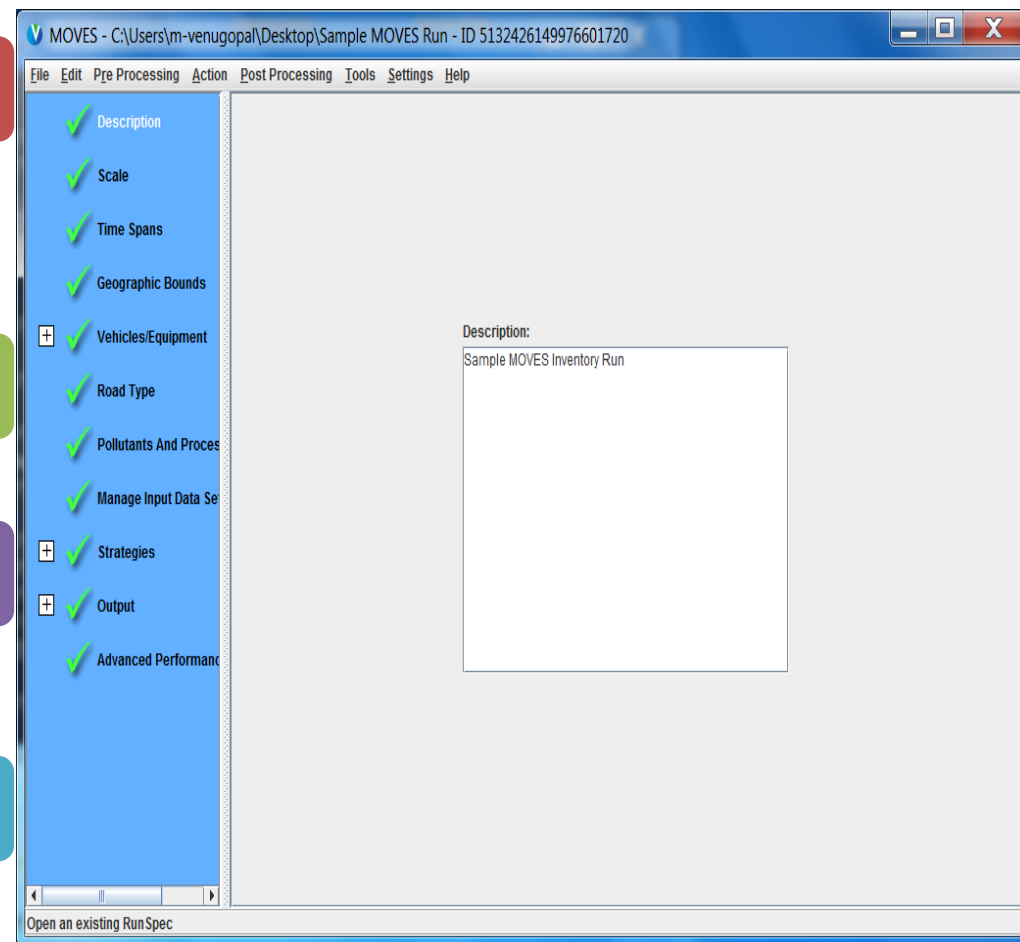 MOVES - C:\Users\m-venugopal\Desktop\Sample MOVES Run - ID 5132426149976601720
File Edit Pre Processing Action Post Processing Tools Settings Help
Description
Scale
Time Spans
Geographic Bounds
Vehicles/Equipment
Road Type
Pollutants And Proces
Manage Input Data Set
Strategies
Output
Advanced Performanc
Description:
Sample MOVES Inventory Run
Open an existing RunSpec